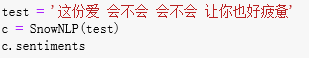 test = '这份爱 会不会 会不会 让你也好疲惫'
c = SnowNLP(test)
c.sentiments